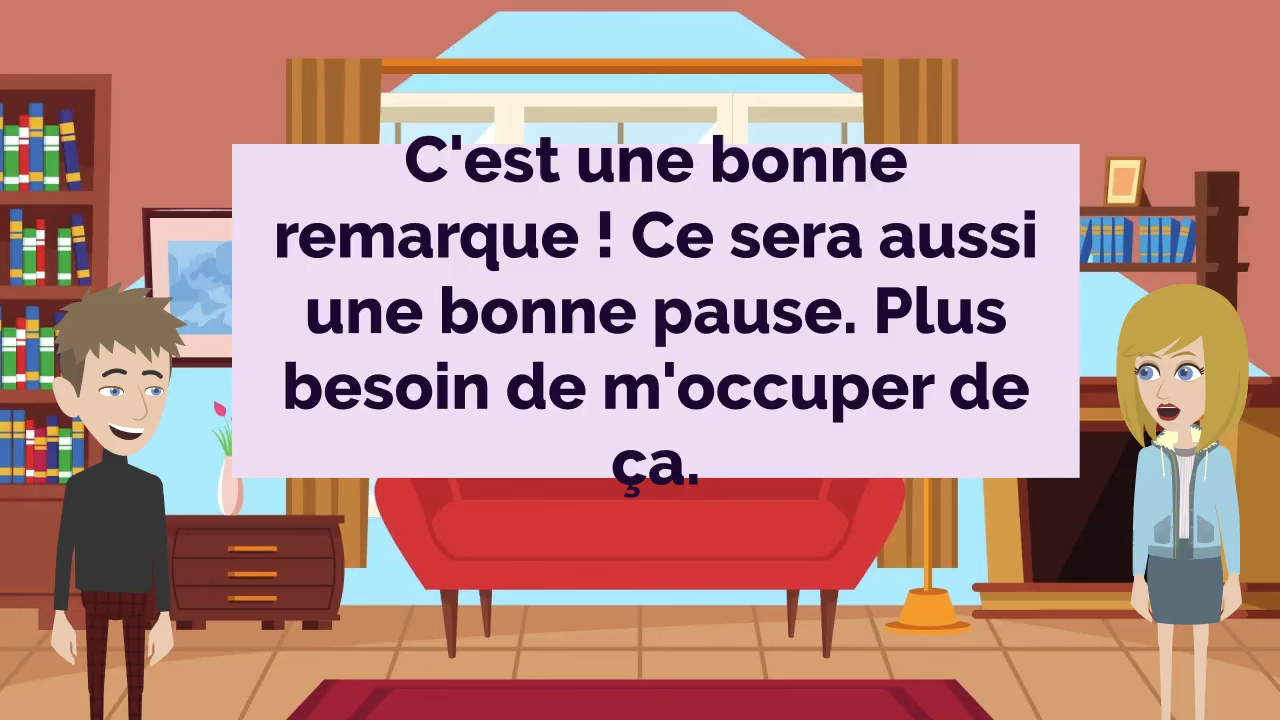 C'est une bonne
remarque ! Ce sera aussi
une bonne pause. Plus
besoin de m'occuper de
ça.